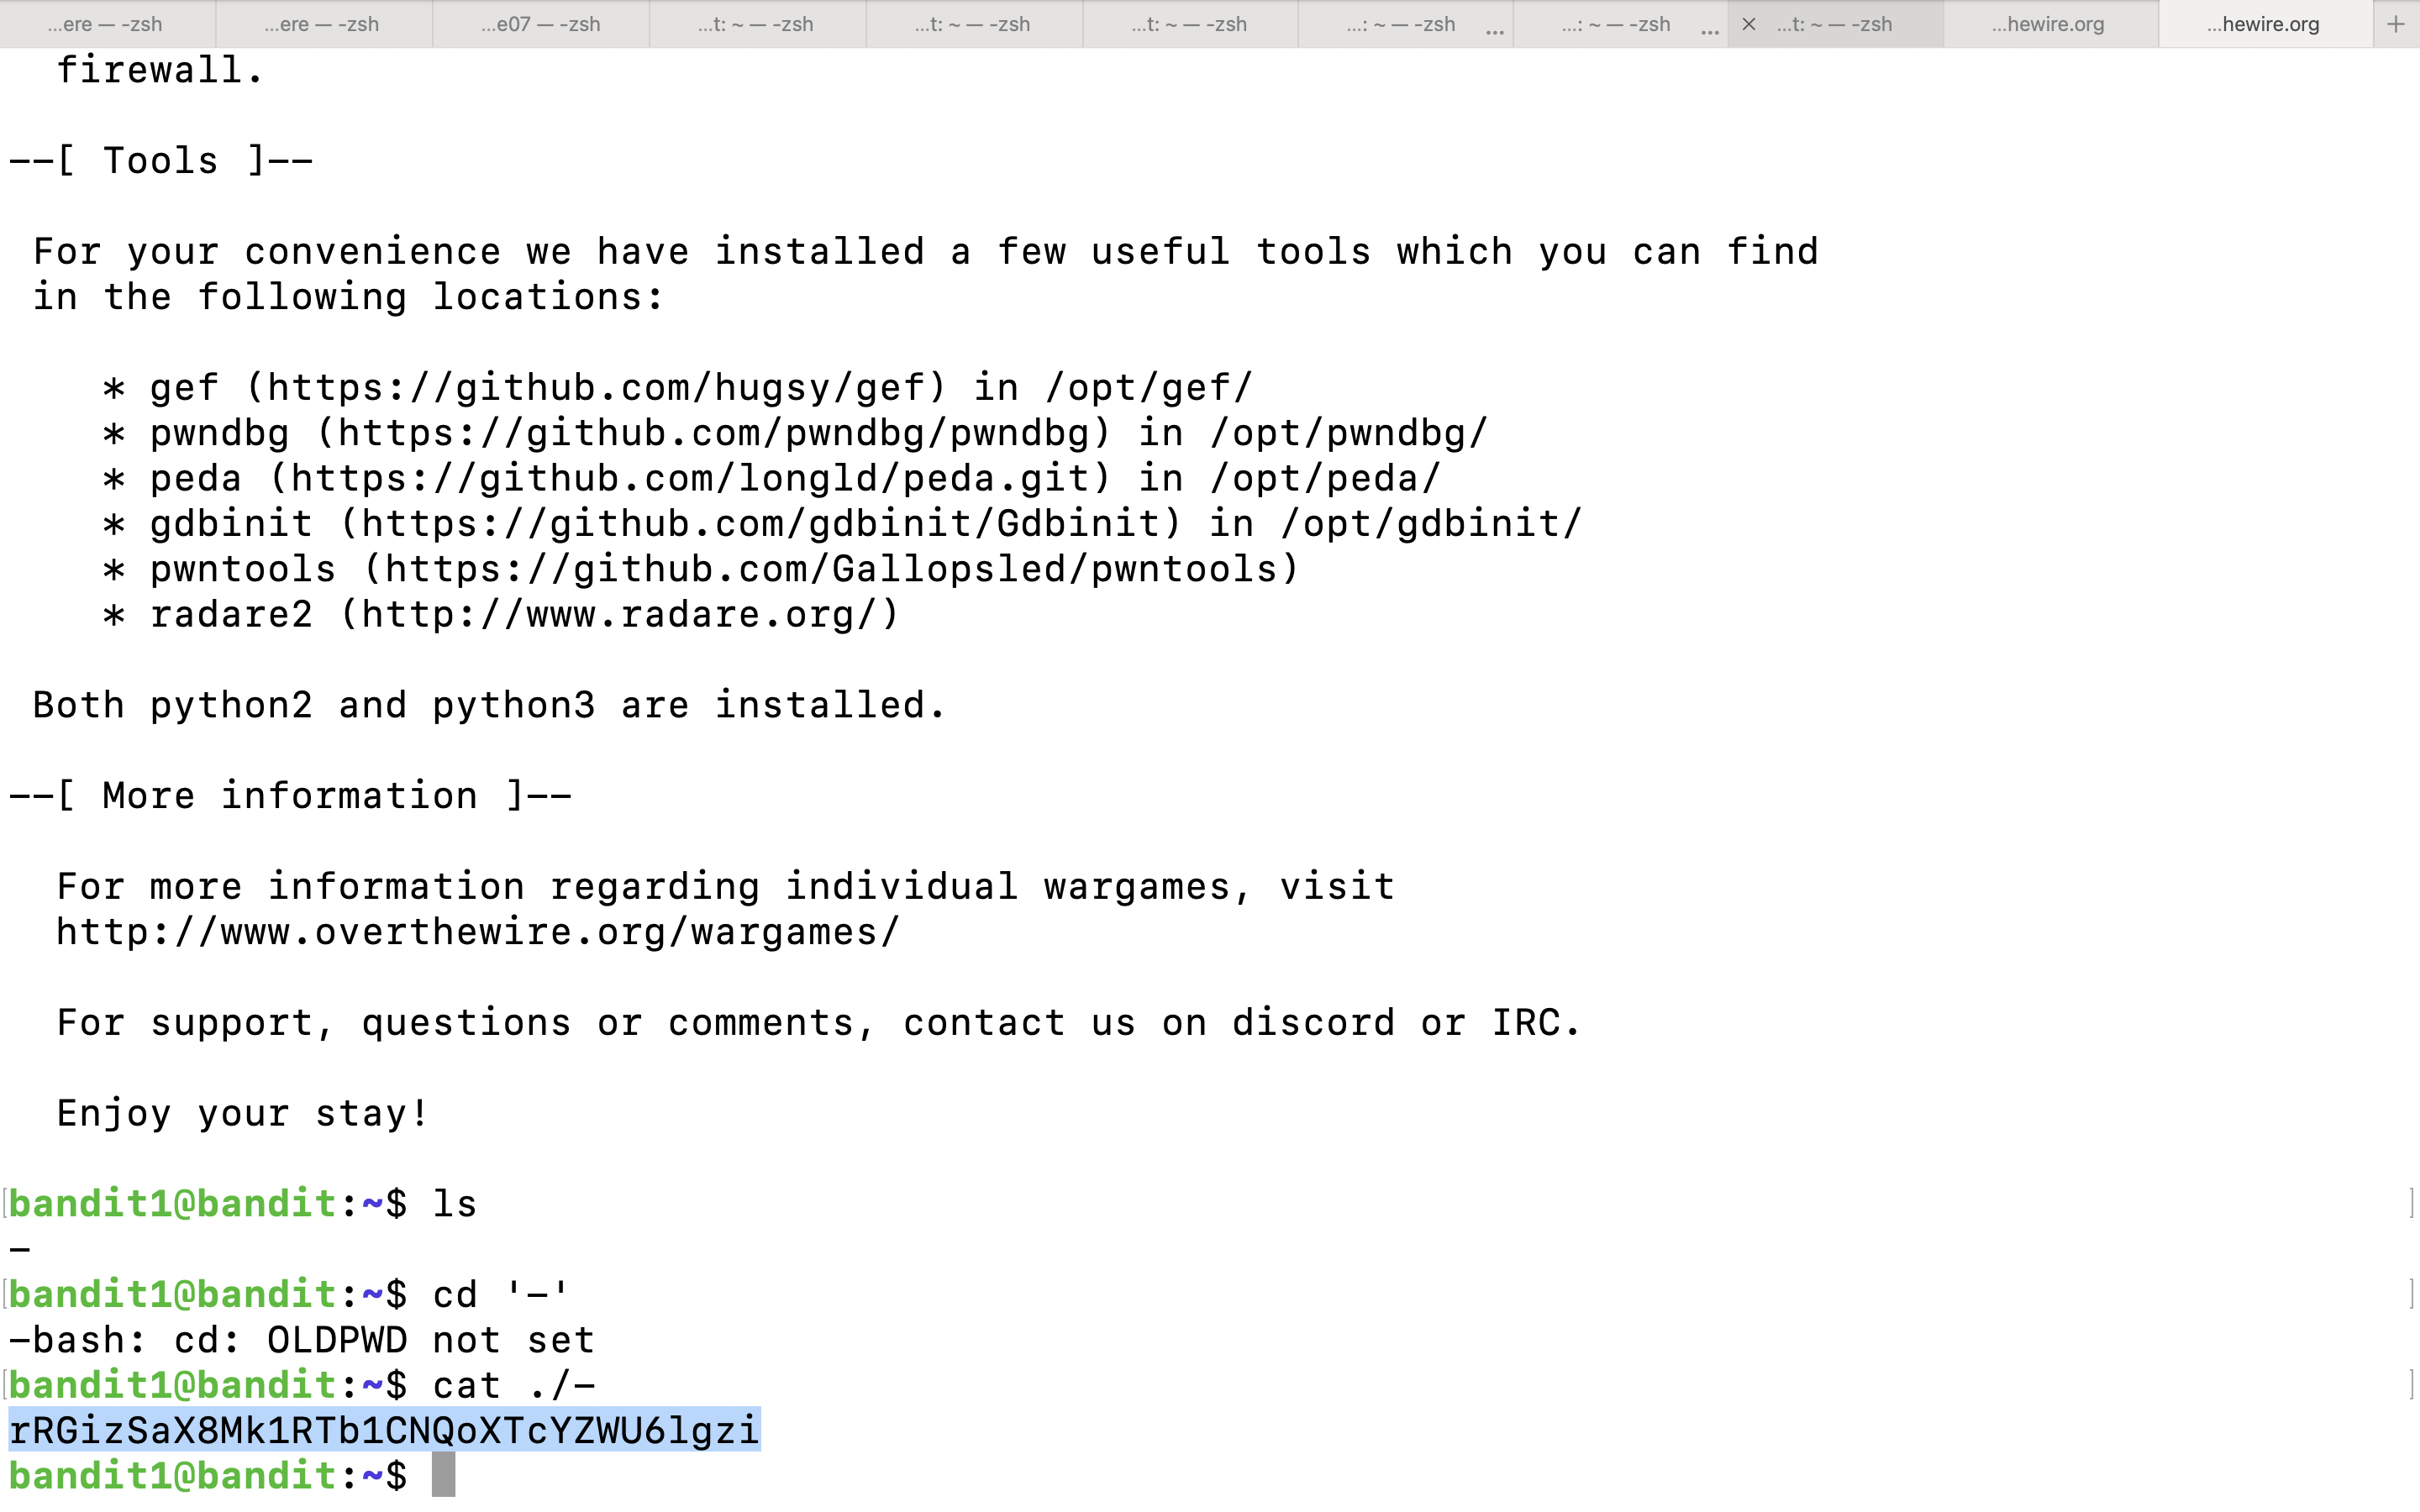 ...ere — -zsh
...ere — -zsh
...e07 — -zsh
...t: ~ — -zsh
...t: ~ — -zsh
...t: ~ — -zsh
...: ~ — -zsh ...
...: ~ — -zsh ...
× ...t: ~ — -zsh
...hewire.org
...hewire.org
+
firewall.
--[ Tools ]--
For your convenience we have installed a few useful tools which you can find
in the following locations:
* gef (https://github.com/hugsy/gef) in /opt/gef/
* pwndbg (https://github.com/pwndbg/pwndbg) in /opt/pwndbg/
* peda (https://github.com/longld/peda.git) in /opt/peda/
* gdbinit (https://github.com/gdbinit/Gdbinit) in /opt/gdbinit/
* pwntools (https://github.com/Gallopsled/pwntools)
* radare2 (http://www.radare.org/)
Both python2 and python3 are installed.
--[ More information ]--
For more information regarding individual wargames, visit
http://www.overthewire.org/wargames/
For support, questions or comments, contact us on discord or IRC.
Enjoy your stay!
[bandit1@bandit:~$ ls ]
-
[bandit1@bandit:~$ cd '-' ]
-bash: cd: OLDPWD not set
[bandit1@bandit:~$ cat ./- ]
rRGizSaX8Mk1RTb1CNQoXTcYZWU6lgzi
bandit1@bandit:~$